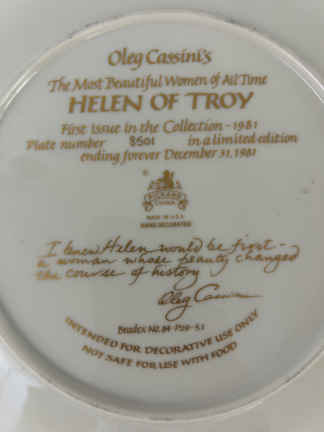 Oleg Cassini's
The Most Beautiful Women of All Time
HELEN OF TROY
First Issue in the Collection - 1981
Plate number 8501 in a limited edition
ending forever December 31, 1981
PICKARD
CHINA
MADE IN U.S.A.
HAND DECORATED
I knew Helen would be first -
a woman whose beauty changed
the course of history
Oleg Cassini
Bradex No. 84-P29-5.1
INTENDED FOR DECORATIVE USE ONLY
NOT SAFE FOR USE WITH FOOD